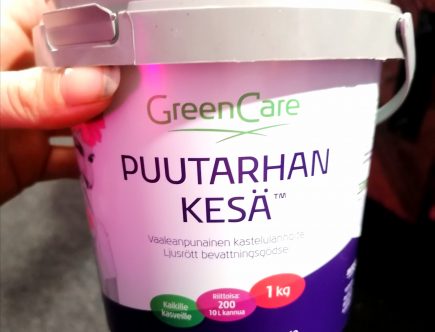 GreenCare
PUUTARHAN
KESÄ™
Vaaleanpunainen kastelulannoite
Ljusrött bevattningsgödsel
Kaikille
kasveille
Riittoisa:
200
10 L kannua
1 kg